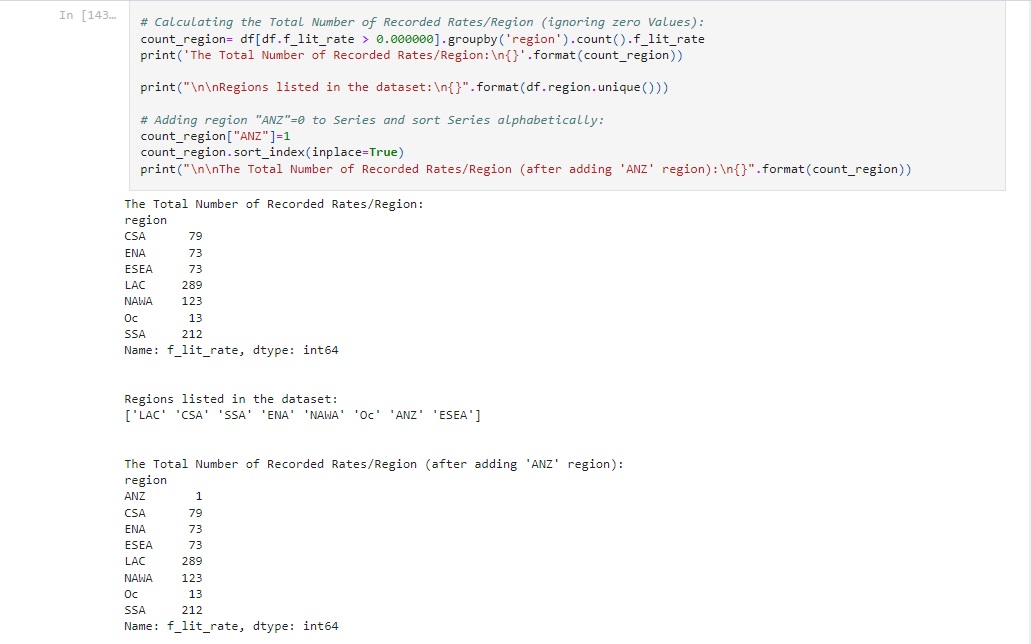 In [143…
# Calculating the Total Number of Recorded Rates/Region (ignoring zero Values):
count_region= df[df.f_lit_rate > 0.000000].groupby('region').count().f_lit_rate
print('The Total Number of Recorded Rates/Region:\n{}'.format(count_region))
print("\n\nRegions listed in the dataset:\n{}".format(df.region.unique()))
# Adding region "ANZ"=0 to Series and sort Series alphabetically:
count_region["ANZ"]=1
count_region.sort_index(inplace=True)
print("\n\nThe Total Number of Recorded Rates/Region (after adding 'ANZ' region):\n{}".format(count_region))
The Total Number of Recorded Rates/Region:
region
CSA 79
ENA 73
ESEA 73
LAC 289
NAWA 123
Oc 13
SSA 212
Name: f_lit_rate, dtype: int64
Regions listed in the dataset:
['LAC' 'CSA' 'SSA' 'ENA' 'NAWA' 'Oc' 'ANZ' 'ESEA']
The Total Number of Recorded Rates/Region (after adding 'ANZ' region):
region
ANZ 1
CSA 79
ENA 73
ESEA 73
LAC 289
NAWA 123
Oc 13
SSA 212
Name: f_lit_rate, dtype: int64